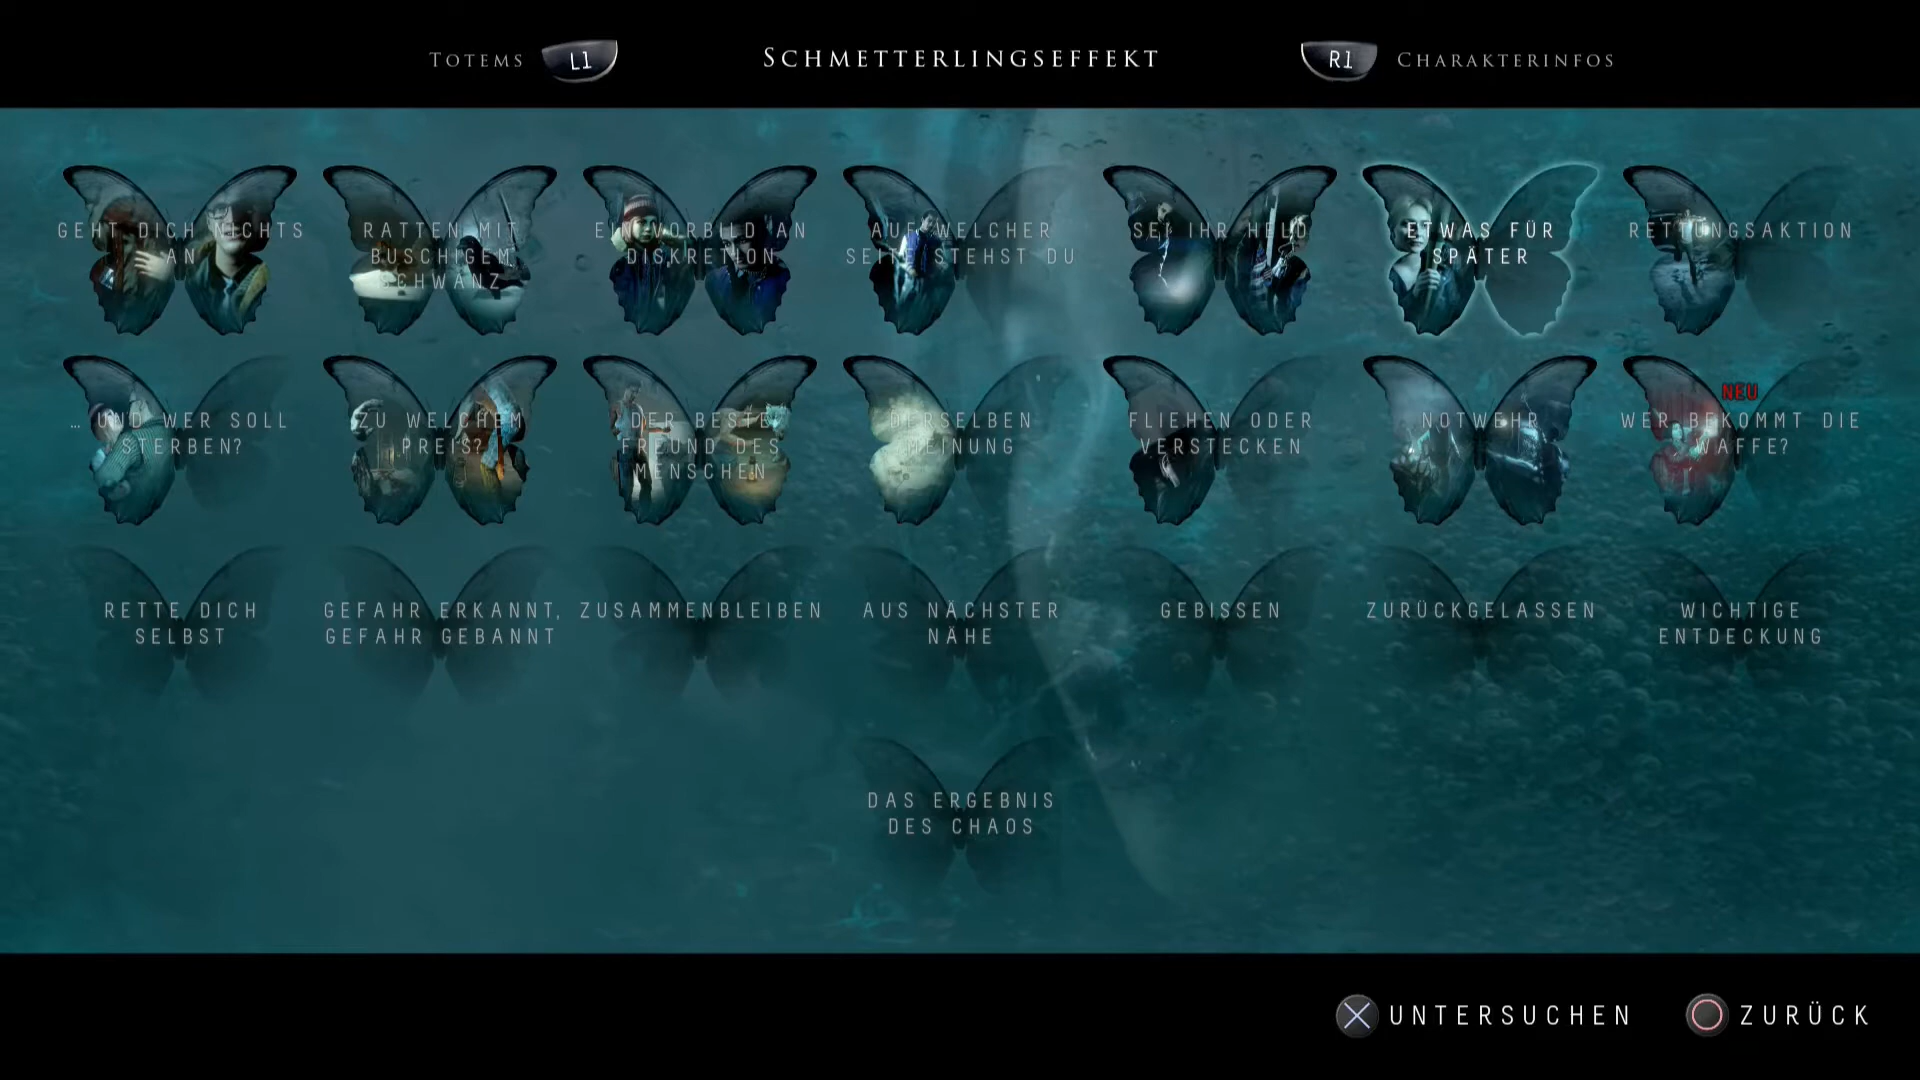 TOTEMS L1 SCHMETTERLINGSEFFEKT R1 CHARAKTERINFOS
GEHT DICH NICHTS
AN
RATTEN MIT
BUSCHIGEM
SCHWANZ
EIN VORBILD AN
DISKRETION
AUF WELCHER
SEITE STEHST DU
SEI IHR HELD
ETWAS FÜR
SPÄTER
RETTUNGSAKTION
… UND WER SOLL
STERBEN?
ZU WELCHEM
PREIS?
DER BESTE
FREUND DES
MENSCHEN
DERSELBEN
MEINUNG
FLIEHEN ODER
VERSTECKEN
NOTWEHR
NEU
WER BEKOMMT DIE
WAFFE?
RETTE DICH
SELBST
GEFAHR ERKANNT,
GEFAHR GEBANNT
ZUSAMMENBLEIBEN
AUS NÄCHSTER
NÄHE
GEBISSEN
ZURÜCKGELASSEN
WICHTIGE
ENTDECKUNG
DAS ERGEBNIS
DES CHAOS
UNTERSUCHEN ZURÜCK